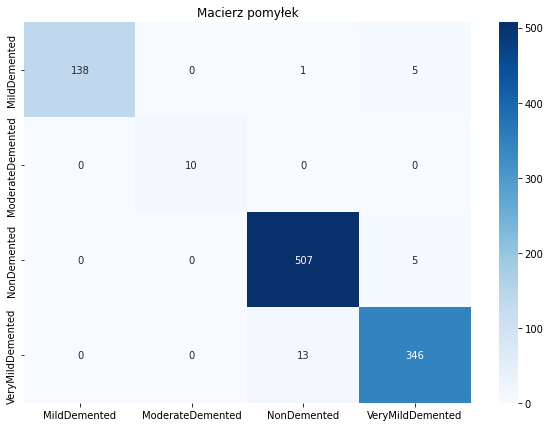 Macierz pomyłek
MildDemented
138 0 1 5
ModerateDemented
0 10 0 0
NonDemented
0 0 507 5
VeryMildDemented
0 0 13 346
MildDemented ModerateDemented NonDemented VeryMildDemented
500
400
300
200
100
0